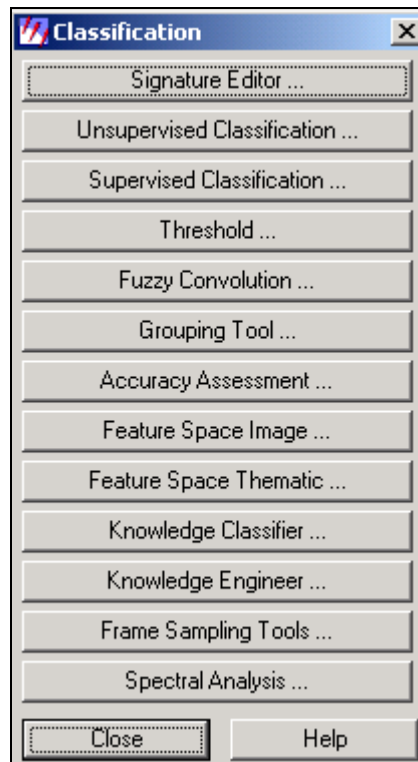 Classification
Signature Editor ...
Unsupervised Classification ...
Supervised Classification ...
Threshold ...
Fuzzy Convolution ...
Grouping Tool ...
Accuracy Assessment ...
Feature Space Image ...
Feature Space Thematic ...
Knowledge Classifier ...
Knowledge Engineer ...
Frame Sampling Tools ...
Spectral Analysis ...
Close Help